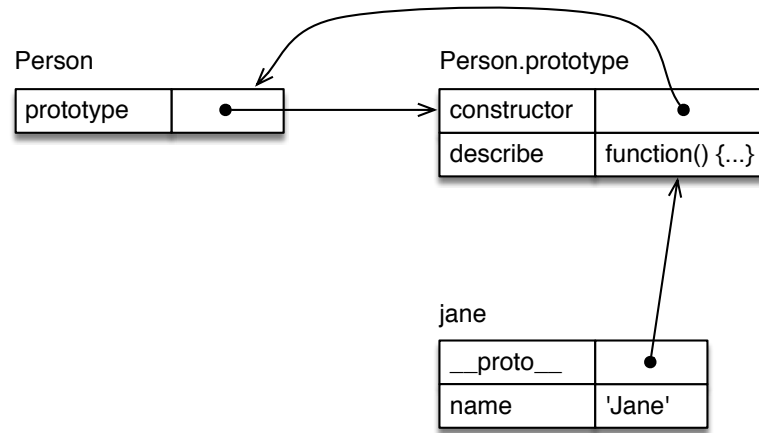 Person
prototype
Person.prototype
constructor
describe function() {...}
jane
__proto__
name 'Jane'